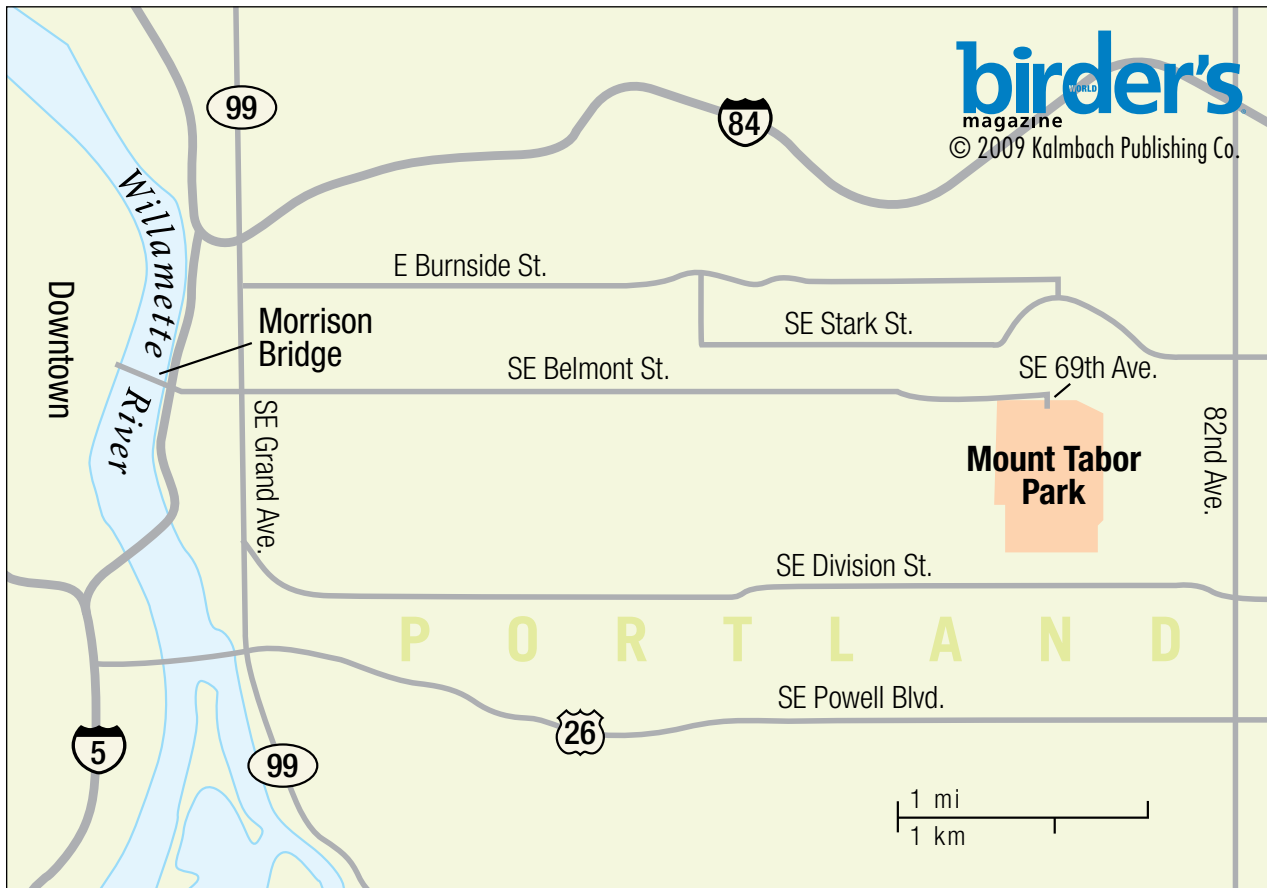 birder's
WORLD
magazine
© 2009 Kalmbach Publishing Co.
99
84
Willamette River
Downtown
E Burnside St.
SE Stark St.
Morrison
Bridge
SE Belmont St.
SE 69th Ave.
SE Grand Ave.
82nd Ave.
Mount Tabor
Park
SE Division St.
PORTLAND
SE Powell Blvd.
26
5
99
1 mi
1 km